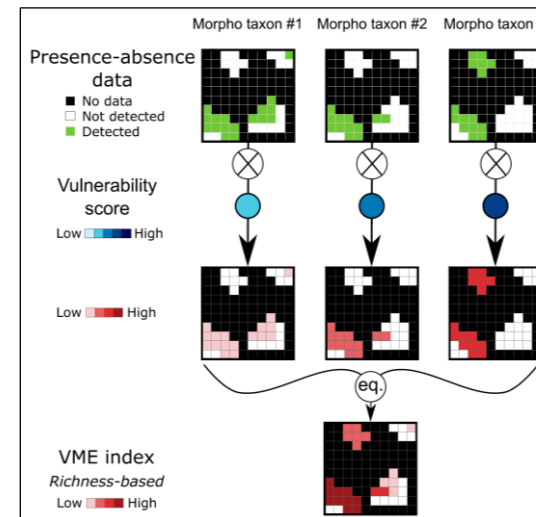 Morpho taxon #1 Morpho taxon #2 Morpho taxon
Presence-absence
data
No data
Not detected
Detected
Vulnerability
score
Low High
Low High
eq.
VME index
Richness-based
Low High